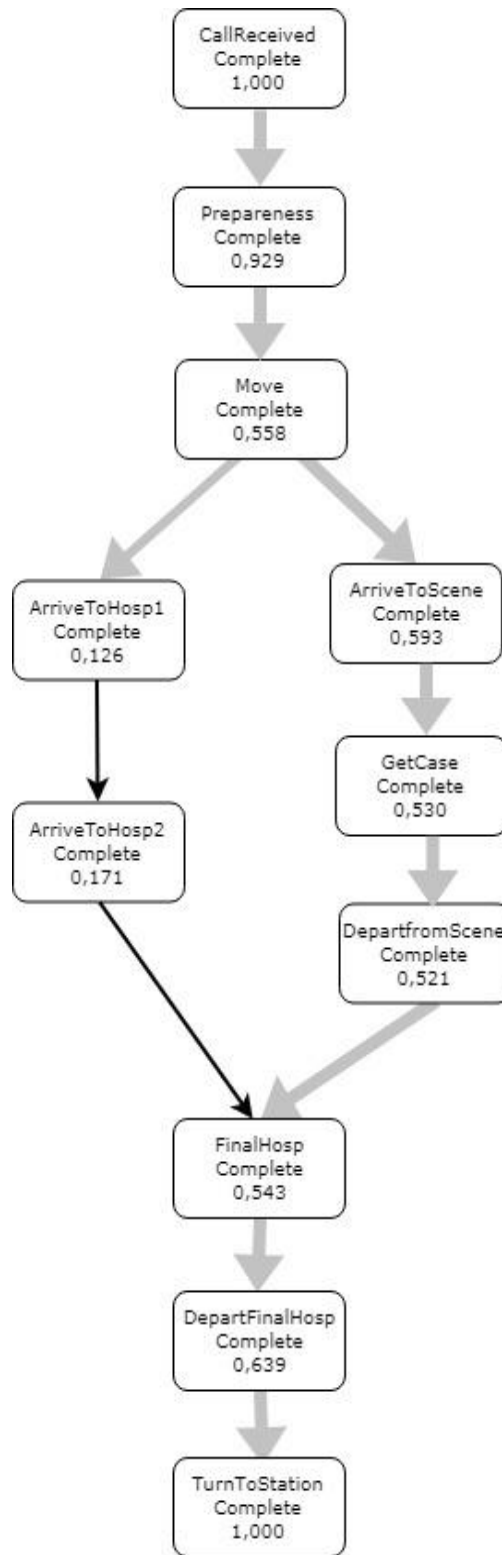 CallReceived
Complete
1,000
Prepareness
Complete
0,929
Move
Complete
0,558
ArriveToHosp1
Complete
0,126
ArriveToHosp2
Complete
0,171
ArriveToScene
Complete
0,593
GetCase
Complete
0,530
DepartfromScene
Complete
0,521
FinalHosp
Complete
0,543
DepartFinalHosp
Complete
0,639
TurnToStation
Complete
1,000